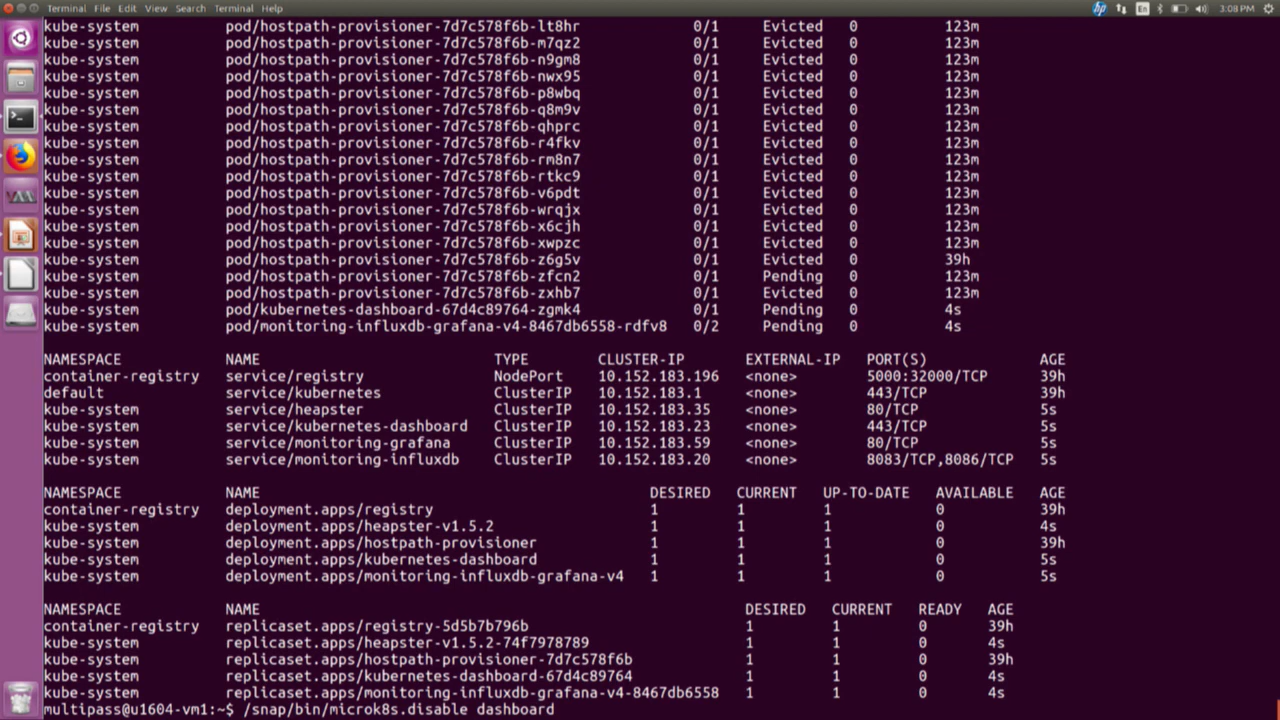 Terminal File Edit View Search Terminal Help En 3:08 PM
kube-system pod/hostpath-provisioner-7d7c578f6b-lt8hr 0/1 Evicted 0 123m
kube-system pod/hostpath-provisioner-7d7c578f6b-m7qz2 0/1 Evicted 0 123m
kube-system pod/hostpath-provisioner-7d7c578f6b-n9gm8 0/1 Evicted 0 123m
kube-system pod/hostpath-provisioner-7d7c578f6b-nwx95 0/1 Evicted 0 123m
kube-system pod/hostpath-provisioner-7d7c578f6b-p8wbq 0/1 Evicted 0 123m
kube-system pod/hostpath-provisioner-7d7c578f6b-q8m9v 0/1 Evicted 0 123m
kube-system pod/hostpath-provisioner-7d7c578f6b-qhprc 0/1 Evicted 0 123m
kube-system pod/hostpath-provisioner-7d7c578f6b-r4fkv 0/1 Evicted 0 123m
kube-system pod/hostpath-provisioner-7d7c578f6b-rm8n7 0/1 Evicted 0 123m
kube-system pod/hostpath-provisioner-7d7c578f6b-rtkc9 0/1 Evicted 0 123m
kube-system pod/hostpath-provisioner-7d7c578f6b-v6pdt 0/1 Evicted 0 123m
kube-system pod/hostpath-provisioner-7d7c578f6b-wrqjx 0/1 Evicted 0 123m
kube-system pod/hostpath-provisioner-7d7c578f6b-x6cjh 0/1 Evicted 0 123m
kube-system pod/hostpath-provisioner-7d7c578f6b-xwpzc 0/1 Evicted 0 123m
kube-system pod/hostpath-provisioner-7d7c578f6b-z6g5v 0/1 Evicted 0 39h
kube-system pod/hostpath-provisioner-7d7c578f6b-zfcn2 0/1 Pending 0 123m
kube-system pod/hostpath-provisioner-7d7c578f6b-zxhb7 0/1 Evicted 0 123m
kube-system pod/kubernetes-dashboard-67d4c89764-zgmk4 0/1 Pending 0 4s
kube-system pod/monitoring-influxdb-grafana-v4-8467db6558-rdfv8 0/2 Pending 0 4s
NAMESPACE NAME TYPE CLUSTER-IP EXTERNAL-IP PORT(S) AGE
container-registry service/registry NodePort 10.152.183.196 <none> 5000:32000/TCP 39h
default service/kubernetes ClusterIP 10.152.183.1 <none> 443/TCP 39h
kube-system service/heapster ClusterIP 10.152.183.35 <none> 80/TCP 5s
kube-system service/kubernetes-dashboard ClusterIP 10.152.183.23 <none> 443/TCP 5s
kube-system service/monitoring-grafana ClusterIP 10.152.183.59 <none> 80/TCP 5s
kube-system service/monitoring-influxdb ClusterIP 10.152.183.20 <none> 8083/TCP,8086/TCP 5s
NAMESPACE NAME DESIRED CURRENT UP-TO-DATE AVAILABLE AGE
container-registry deployment.apps/registry 1 1 1 0 39h
kube-system deployment.apps/heapster-v1.5.2 1 1 1 0 4s
kube-system deployment.apps/hostpath-provisioner 1 1 1 0 39h
kube-system deployment.apps/kubernetes-dashboard 1 1 1 0 5s
kube-system deployment.apps/monitoring-influxdb-grafana-v4 1 1 1 0 5s
NAMESPACE NAME DESIRED CURRENT READY AGE
container-registry replicaset.apps/registry-5d5b7b796b 1 1 0 39h
kube-system replicaset.apps/heapster-v1.5.2-74f7978789 1 1 0 4s
kube-system replicaset.apps/hostpath-provisioner-7d7c578f6b 1 1 0 39h
kube-system replicaset.apps/kubernetes-dashboard-67d4c89764 1 1 0 4s
kube-system replicaset.apps/monitoring-influxdb-grafana-v4-8467db6558 1 1 0 4s
multipass@u1604-vm1:~$ /snap/bin/microk8s.disable dashboard